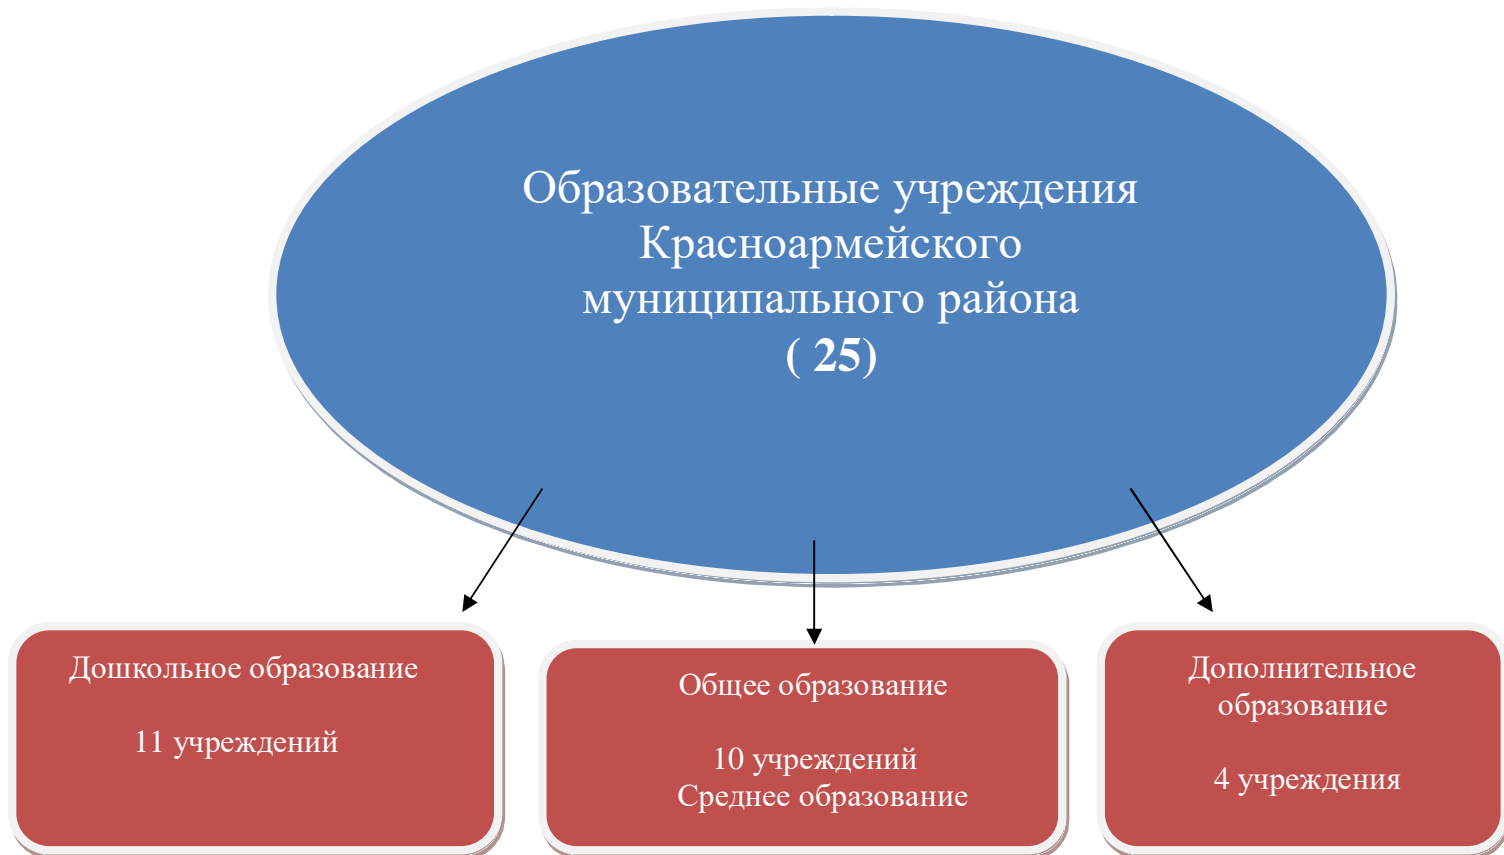 Образовательные учреждения
Красноармейского
муниципального района
( 25)
Дошкольное образование
11 учреждений
Общее образование
10 учреждений
Среднее образование
Дополнительное
образование
4 учреждения